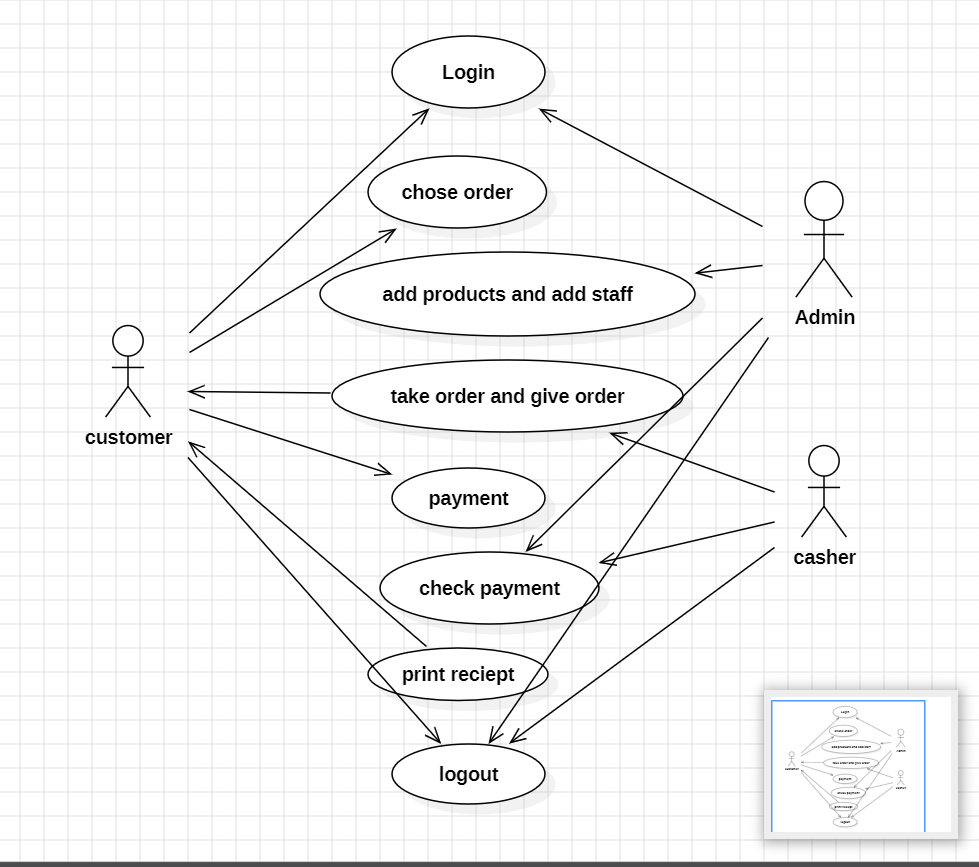 Login
chose order
add products and add staff
Admin
take order and give order
customer
payment
casher
check payment
print reciept
logout